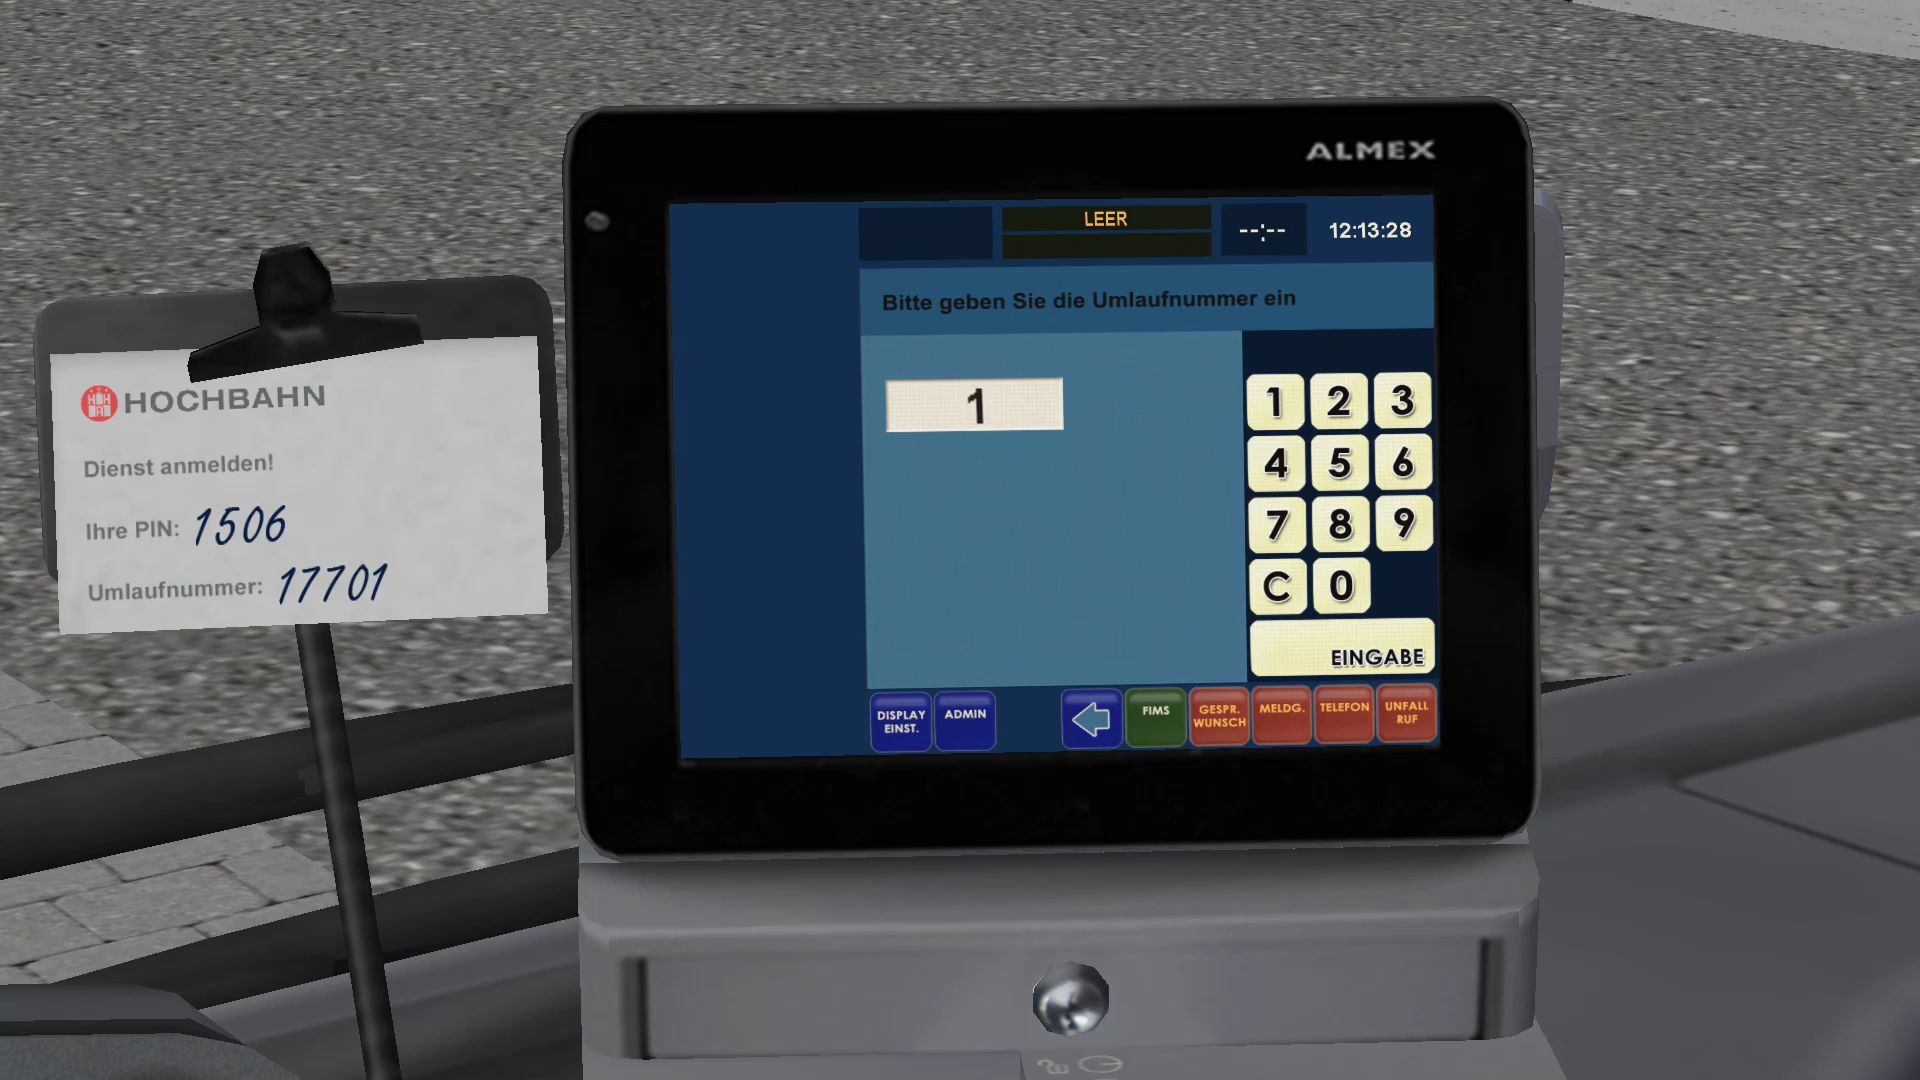 ALMEX
LEER
--:--
12:13:28
Bitte geben Sie die Umlaufnummer ein
1
1 2 3
4 5 6
7 8 9
C 0
EINGABE
DISPLAY
EINST.
ADMIN
FIMS
GESPR.
WUNSCH
MELDG.
TELEFON
UNFALL
RUF
HHA
HOCHBAHN
Dienst anmelden!
Ihre PIN: 1506
Umlaufnummer: 17701